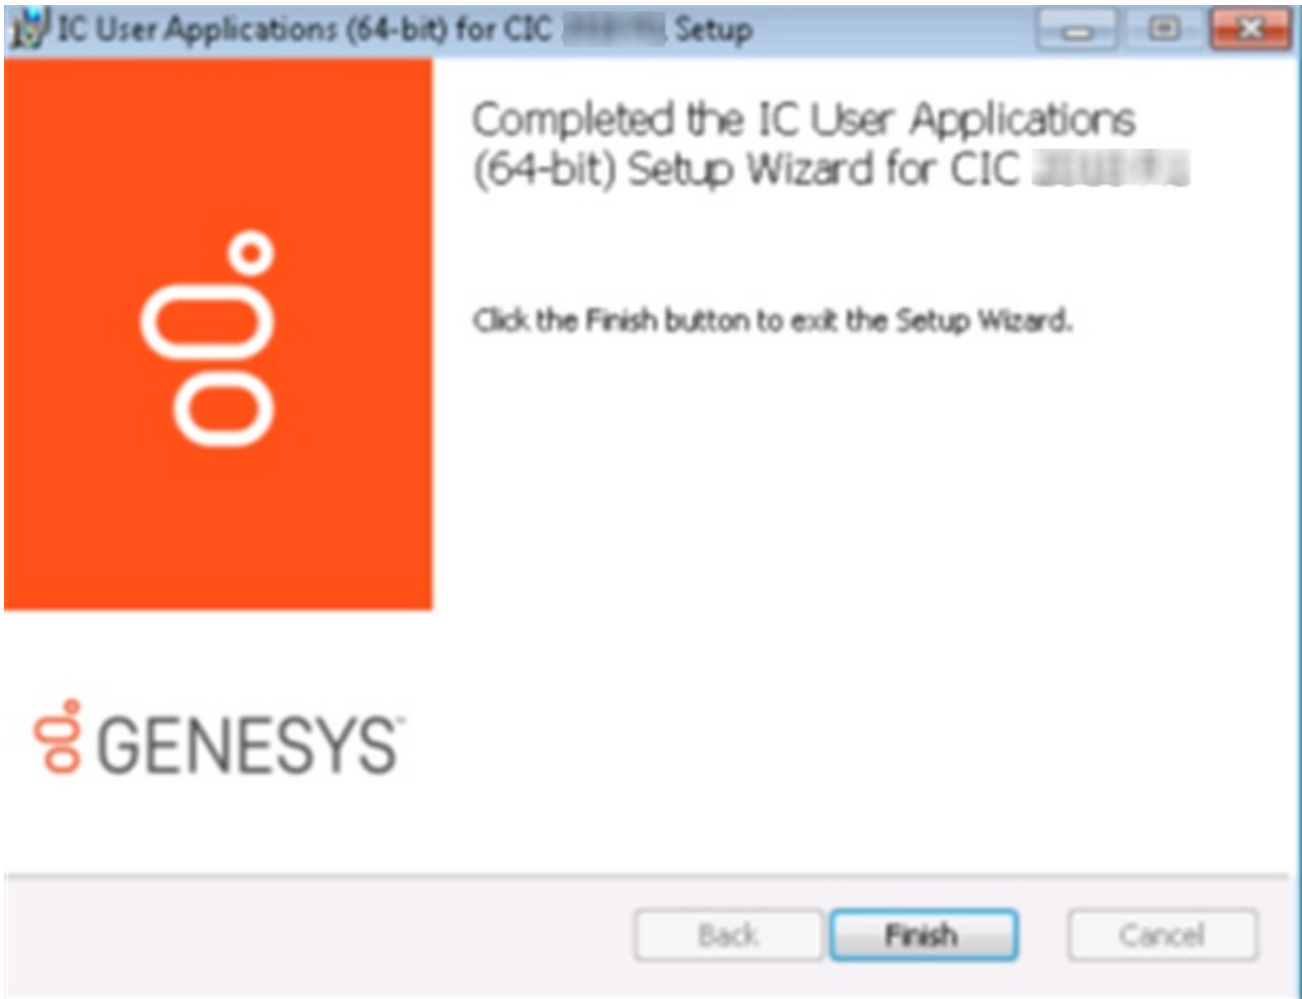 IC User Applications (64-bit) for CIC Setup
Completed the IC User Applications
(64-bit) Setup Wizard for CIC
Click the Finish button to exit the Setup Wizard.
GENESYS™
Back
Finish
Cancel